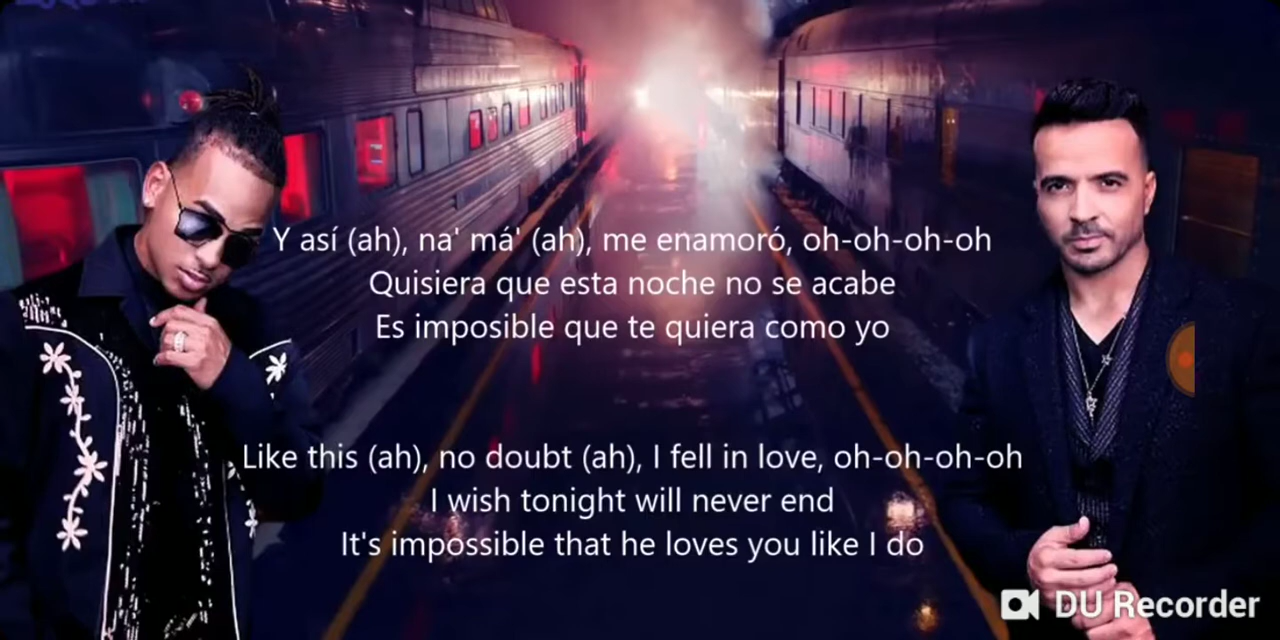 Y así (ah), na' má' (ah), me enamoró, oh-oh-oh-oh
Quisiera que esta noche no se acabe
Es imposible que te quiera como yo
Like this (ah), no doubt (ah), I fell in love, oh-oh-oh-oh
I wish tonight will never end
It's impossible that he loves you like I do
DU Recorder